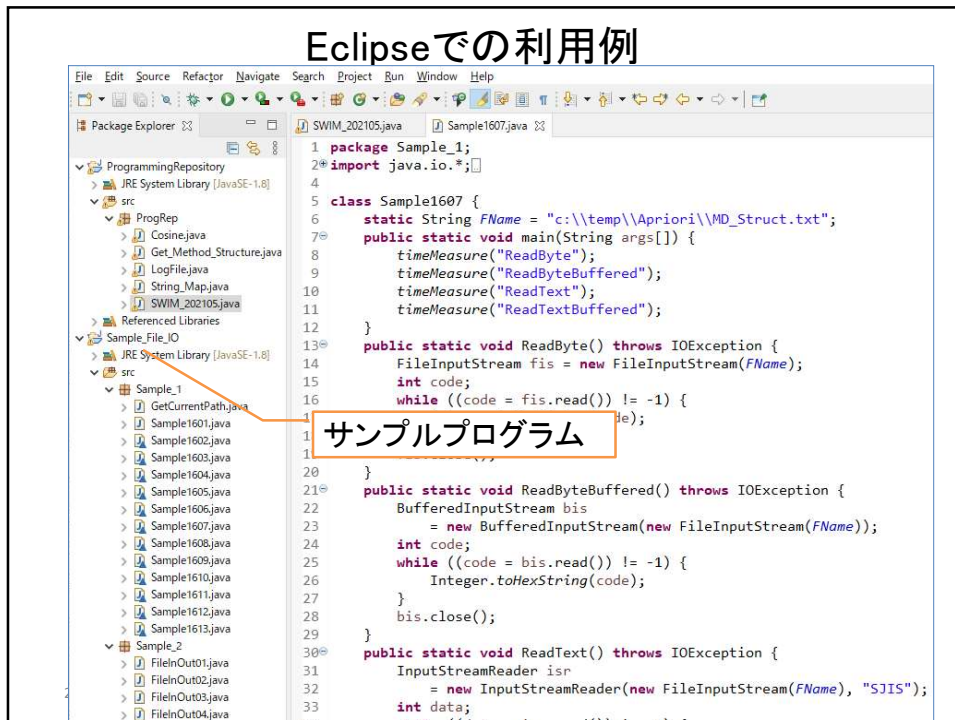 Eclipseでの利用例
File Edit Source Refactor Navigate Search Project Run Window Help
Package Explorer
ProgrammingRepository
JRE System Library [JavaSE-1.8]
src
ProgRep
Cosine.java
Get_Method_Structure.java
LogFile.java
String_Map.java
SWIM_202105.java
Referenced Libraries
Sample_File_IO
JRE System Library [JavaSE-1.8]
src
Sample_1
GetCurrentPath.java
Sample1601.java
Sample1602.java
Sample1603.java
Sample1604.java
Sample1605.java
Sample1606.java
Sample1607.java
Sample1608.java
Sample1609.java
Sample1610.java
Sample1611.java
Sample1612.java
Sample1613.java
Sample_2
FileInOut01.java
FileInOut02.java
FileInOut03.java
FileInOut04.java
サンプルプログラム
SWIM_202105.java Sample1607.java
1 package Sample_1;
2 import java.io.*;
4
5 class Sample1607 {
6 static String FName = "c:\\temp\\Apriori\\MD_Struct.txt";
7 public static void main(String args[]) {
8 timeMeasure("ReadByte");
9 timeMeasure("ReadByteBuffered");
10 timeMeasure("ReadText");
11 timeMeasure("ReadTextBuffered");
12 }
13 public static void ReadByte() throws IOException {
14 FileInputStream fis = new FileInputStream(FName);
15 int code;
16 while ((code = fis.read()) != -1) {
20 }
21 public static void ReadByteBuffered() throws IOException {
22 BufferedInputStream bis
23 = new BufferedInputStream(new FileInputStream(FName));
24 int code;
25 while ((code = bis.read()) != -1) {
26 Integer.toHexString(code);
27 }
28 bis.close();
29 }
30 public static void ReadText() throws IOException {
31 InputStreamReader isr
32 = new InputStreamReader(new FileInputStream(FName), "SJIS");
33 int data;